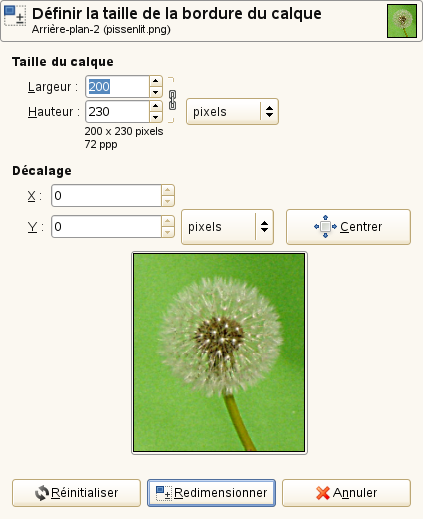 Définir la taille de la bordure du calque
Arrière-plan-2 (pissenlit.png)
Taille du calque
Largeur : 200
Hauteur : 230 pixels
200 x 230 pixels
72 ppp
Décalage
X : 0
Y : 0 pixels Centrer
Réinitialiser Redimensionner Annuler